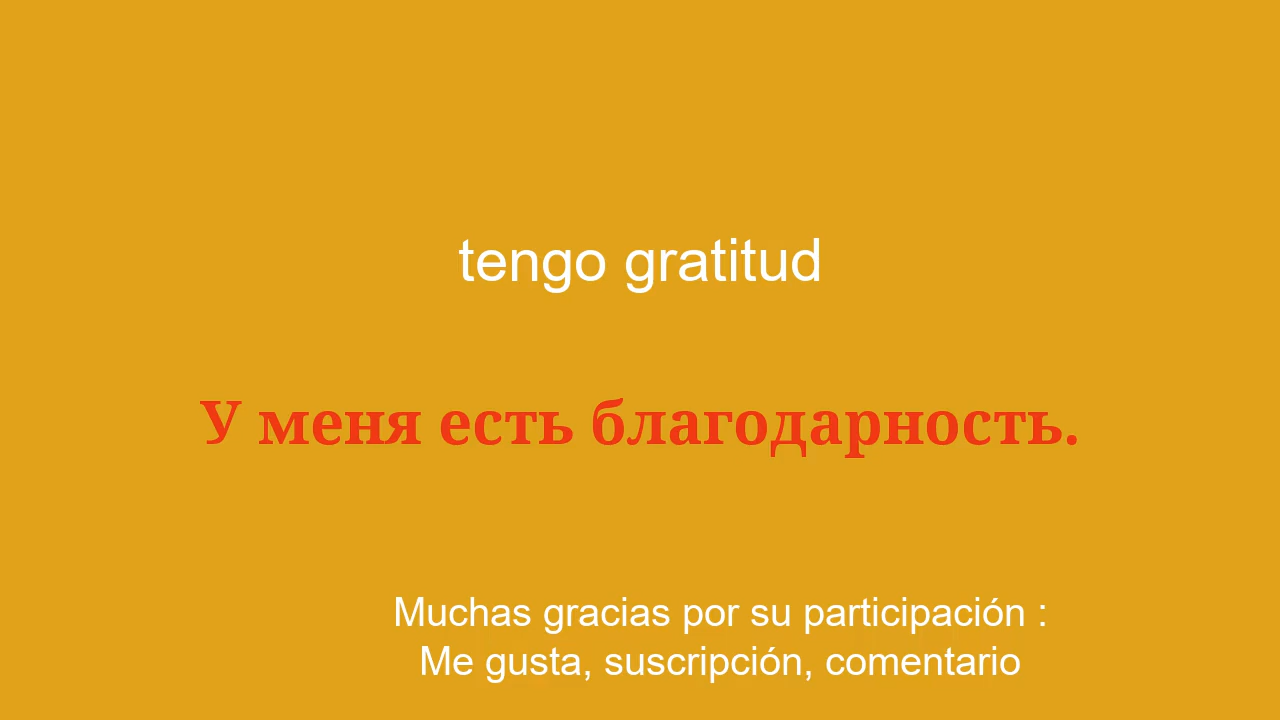 tengo gratitud
У меня есть благодарность.
Muchas gracias por su participación :
Me gusta, suscripción, comentario